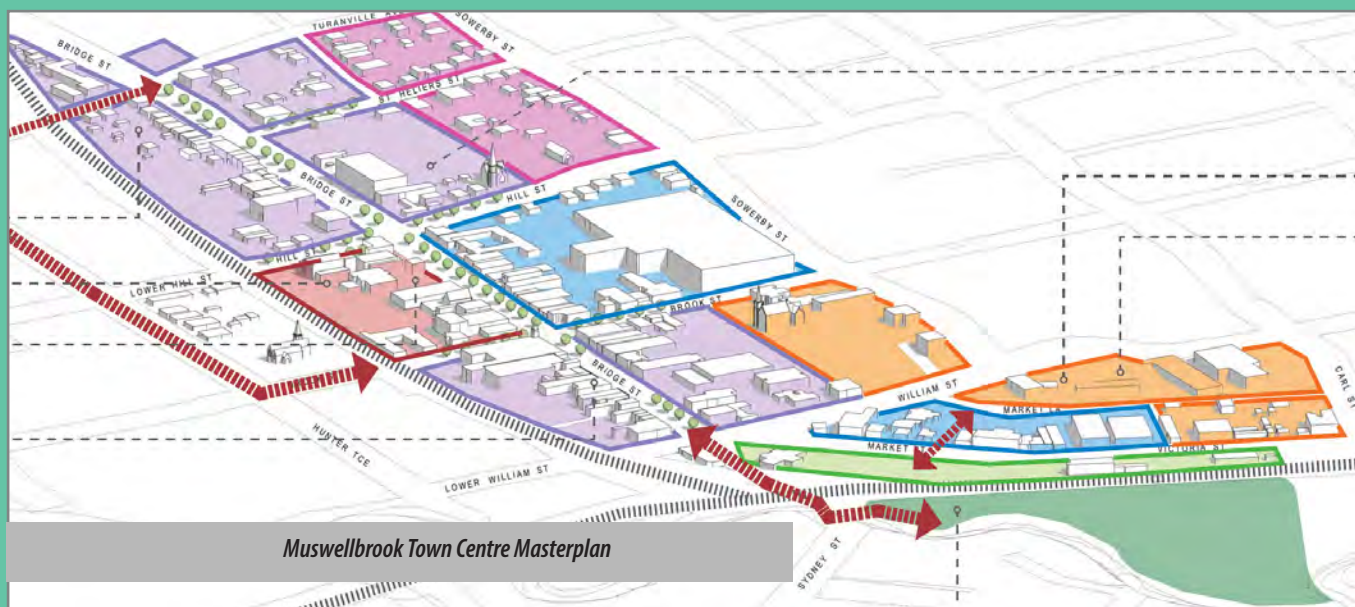 TURANVILLE AVE
SOWERBY ST
BRIDGE ST
ST HELIERS ST
BRIDGE ST
HILL ST
SOWERBY ST
HILL ST
LOWER HILL ST
BROOK ST
BRIDGE ST
WILLIAM ST
MARKET
CARL ST
MARKET
VICTORIA ST
HUNTER TCE
LOWER WILLIAM ST
SYDNEY ST
Muswellbrook Town Centre Masterplan